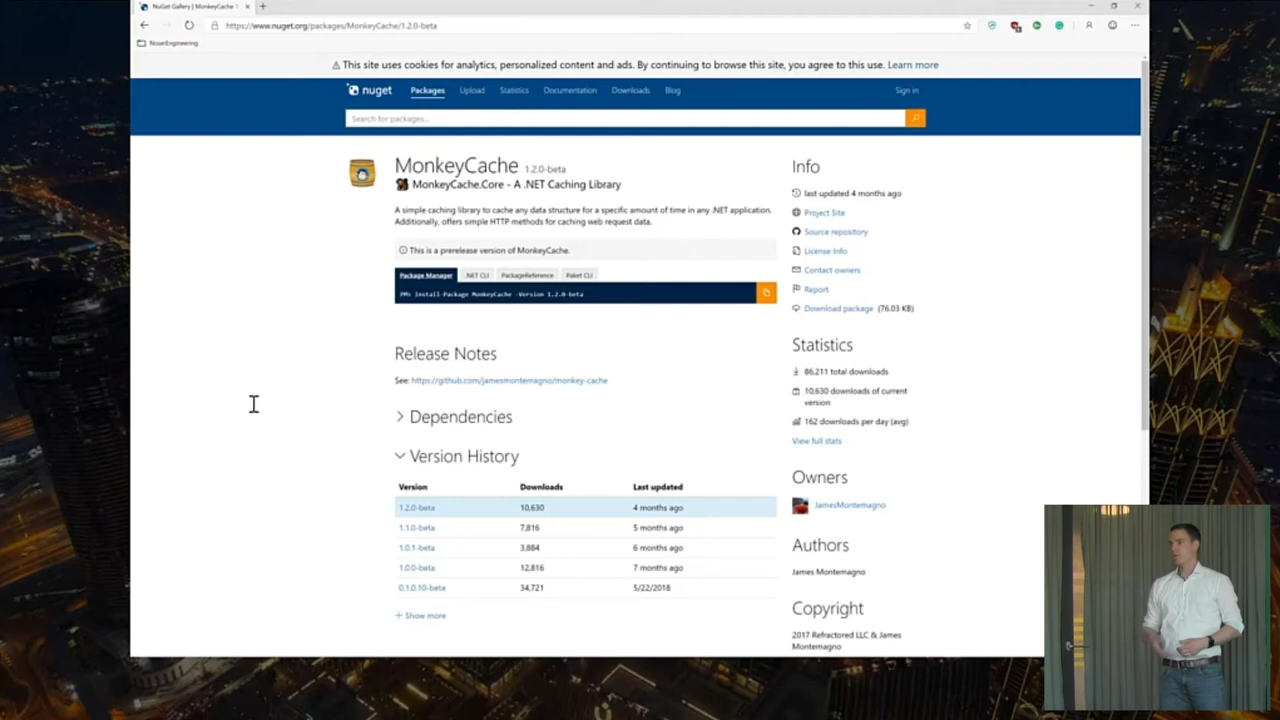 NuGet Gallery | MonkeyCache 1
https://www.nuget.org/packages/MonkeyCache/1.2.0-beta
NoserEngineering
This site uses cookies for analytics, personalized content and ads. By continuing to browse this site, you agree to this use. Learn more
nuget Packages Upload Statistics Documentation Downloads Blog Sign in
Search for packages...
MonkeyCache 1.2.0-beta
MonkeyCache.Core - A .NET Caching Library
A simple caching library to cache any data structure for a specific amount of time in any .NET application.
Additionally, offers simple HTTP methods for caching web request data.
This is a prerelease version of MonkeyCache.
Package Manager .NET CLI PackageReference Paket CLI
PM> Install-Package MonkeyCache -Version 1.2.0-beta
Release Notes
See: https://github.com/jamesmontemagno/monkey-cache
Dependencies
Version History
Version Downloads Last updated
1.2.0-beta 10,630 4 months ago
1.1.0-beta 7,816 5 months ago
1.0.1-beta 3,884 6 months ago
1.0.0-beta 12,816 7 months ago
0.1.0.10-beta 34,721 5/22/2018
Show more
Info
last updated 4 months ago
Project Site
Source repository
License Info
Contact owners
Report
Download package (76.03 KB)
Statistics
86,211 total downloads
10,630 downloads of current
version
162 downloads per day (avg)
View full stats
Owners
JamesMontemagno
Authors
James Montemagno
Copyright
2017 Refractored LLC & James
Montemagno